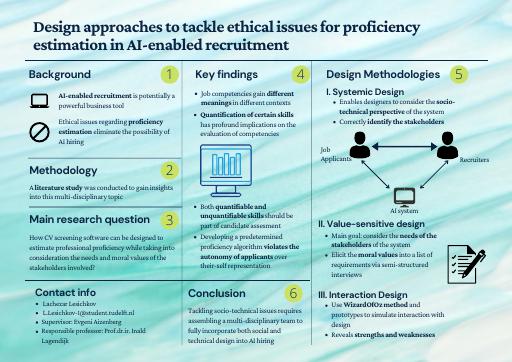 Design approaches to tackle ethical issues for proficiency
estimation in AI-enabled recruitment
Background
1
AI-enabled recruitment is potentially a
powerful business tool
Ethical issues regarding proficiency
estimation eliminate the possibility of
AI hiring
Methodology
2
A literature study was conducted to gain insights
into this multi-disciplinary topic
Main research question
3
How CV screening software can be designed to
estimate professional proficiency while taking into
consideration the needs and moral values of the
stakeholders involved?
Contact info
• Lachezar Lesichkov
• L.Lesichkov-1@student.tudelft.nl
• Supervisor: Evgeni Aizenberg
• Responsible professor: Prof.dr.ir. Inald
Lagendijk
Key findings
4
• Job competencies gain different
meanings in different contexts
• Quantification of certain skills
has profound implications on the
evaluation of competencies
• Both quantifiable and
unquantifiable skills should be
part of candidate assesment
• Developing a predetermined
proficiency algorithm violates the
autonomy of applicants over
their-self representation
Conclusion
6
Tackling socio-technical issues requires
assembling a multi-disciplinary team to
fully incorporate both social and
technical design into AI hiring
Design Methodologies
5
I. Systemic Design
• Enables designers to consider the socio-
technical perspective of the system
• Correctly identify the stakeholders
Job
Applicants
Recruiters
AI system
II. Value-sensitive design
• Main goal: consider the needs of the
stakeholders of the system
• Elicit the moral values into a list of
requirements via semi-structured
interviews
III. Interaction Design
• Use WizardOfOz method and
prototypes to simulate interaction with
design
• Reveals strengths and weaknesses